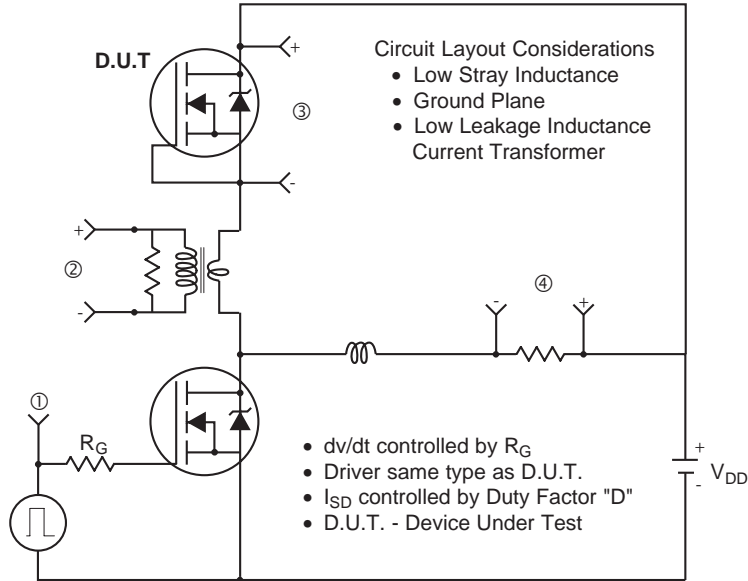 D.U.T
+
Circuit Layout Considerations
• Low Stray Inductance
• Ground Plane
• Low Leakage Inductance
Current Transformer
③
-
+
②
-
④
-
+
①
R_G
• dv/dt controlled by R_G
• Driver same type as D.U.T.
• I_SD controlled by Duty Factor "D"
• D.U.T. - Device Under Test
+
V_DD
-